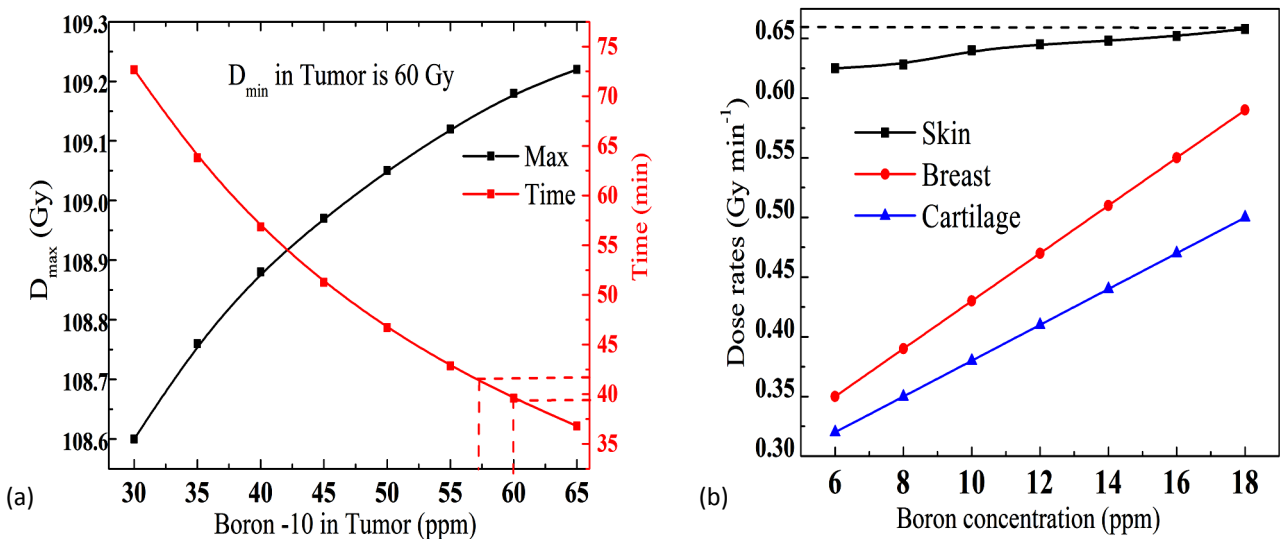 109.3
109.2
109.1
109.0
108.9
108.8
108.7
108.6
D_max (Gy)
D_min in Tumor is 60 Gy
Max
Time
75
70
65
60
55
50
45
40
35
Time (min)
30 35 40 45 50 55 60 65
Boron -10 in Tumor (ppm)
(a)
0.65
0.60
0.55
0.50
0.45
0.40
0.35
0.30
Dose rates (Gy min⁻¹)
Skin
Breast
Cartilage
6 8 10 12 14 16 18
Boron concentration (ppm)
(b)